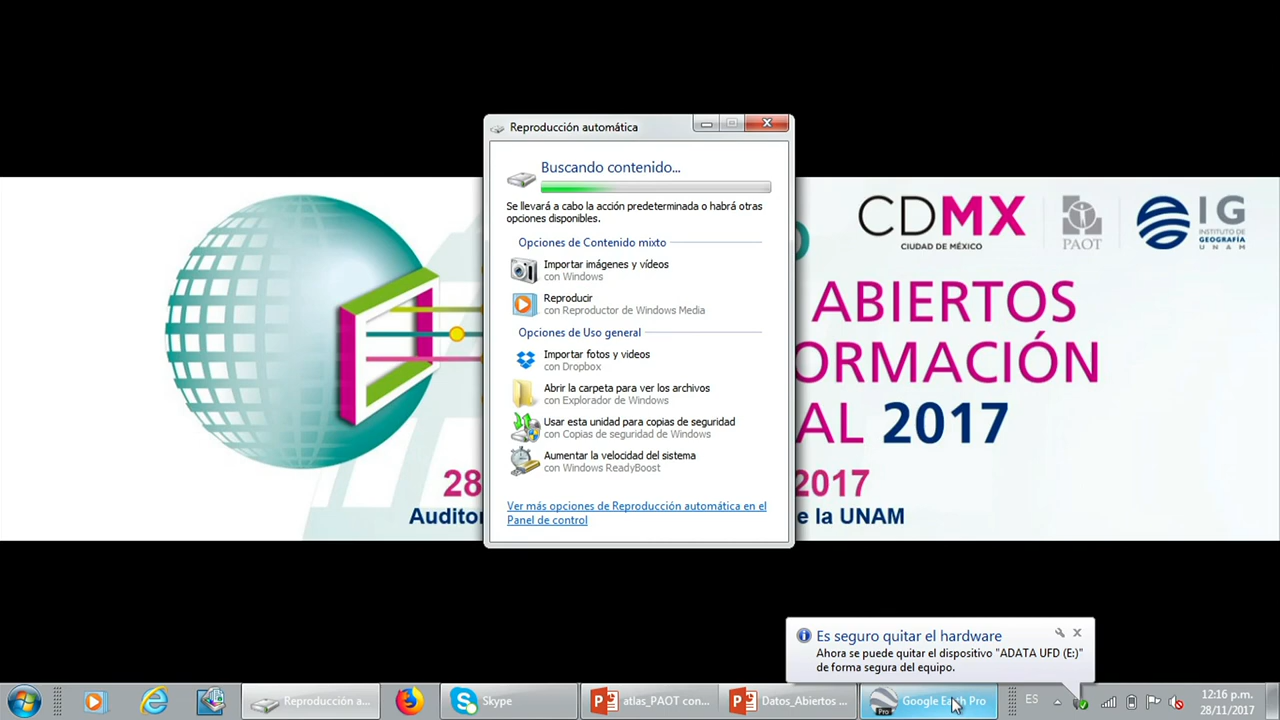 Reproducción automática
Buscando contenido...
Se llevará a cabo la acción predeterminada o habrá otras
opciones disponibles.
Opciones de Contenido mixto
Importar imágenes y vídeos
con Windows
Reproducir
con Reproductor de Windows Media
Opciones de Uso general
Importar fotos y videos
con Dropbox
Abrir la carpeta para ver los archivos
con Explorador de Windows
Usar esta unidad para copias de seguridad
con Copias de seguridad de Windows
Aumentar la velocidad del sistema
con Windows ReadyBoost
Ver más opciones de Reproducción automática en el
Panel de control
CDMX
CIUDAD DE MÉXICO
PAOT
IG
INSTITUTO DE
GEOGRAFÍA
UNAM
ABIERTOS
ORMACIÓN
AL 2017
28
2017
Auditor
e la UNAM
Es seguro quitar el hardware
Ahora se puede quitar el dispositivo "ADATA UFD (E:)"
de forma segura del equipo.
Reproducción a...
Skype
atlas_PAOT con...
Datos_Abiertos ...
Pro
Google Earth Pro
ES
12:16 p.m.
28/11/2017